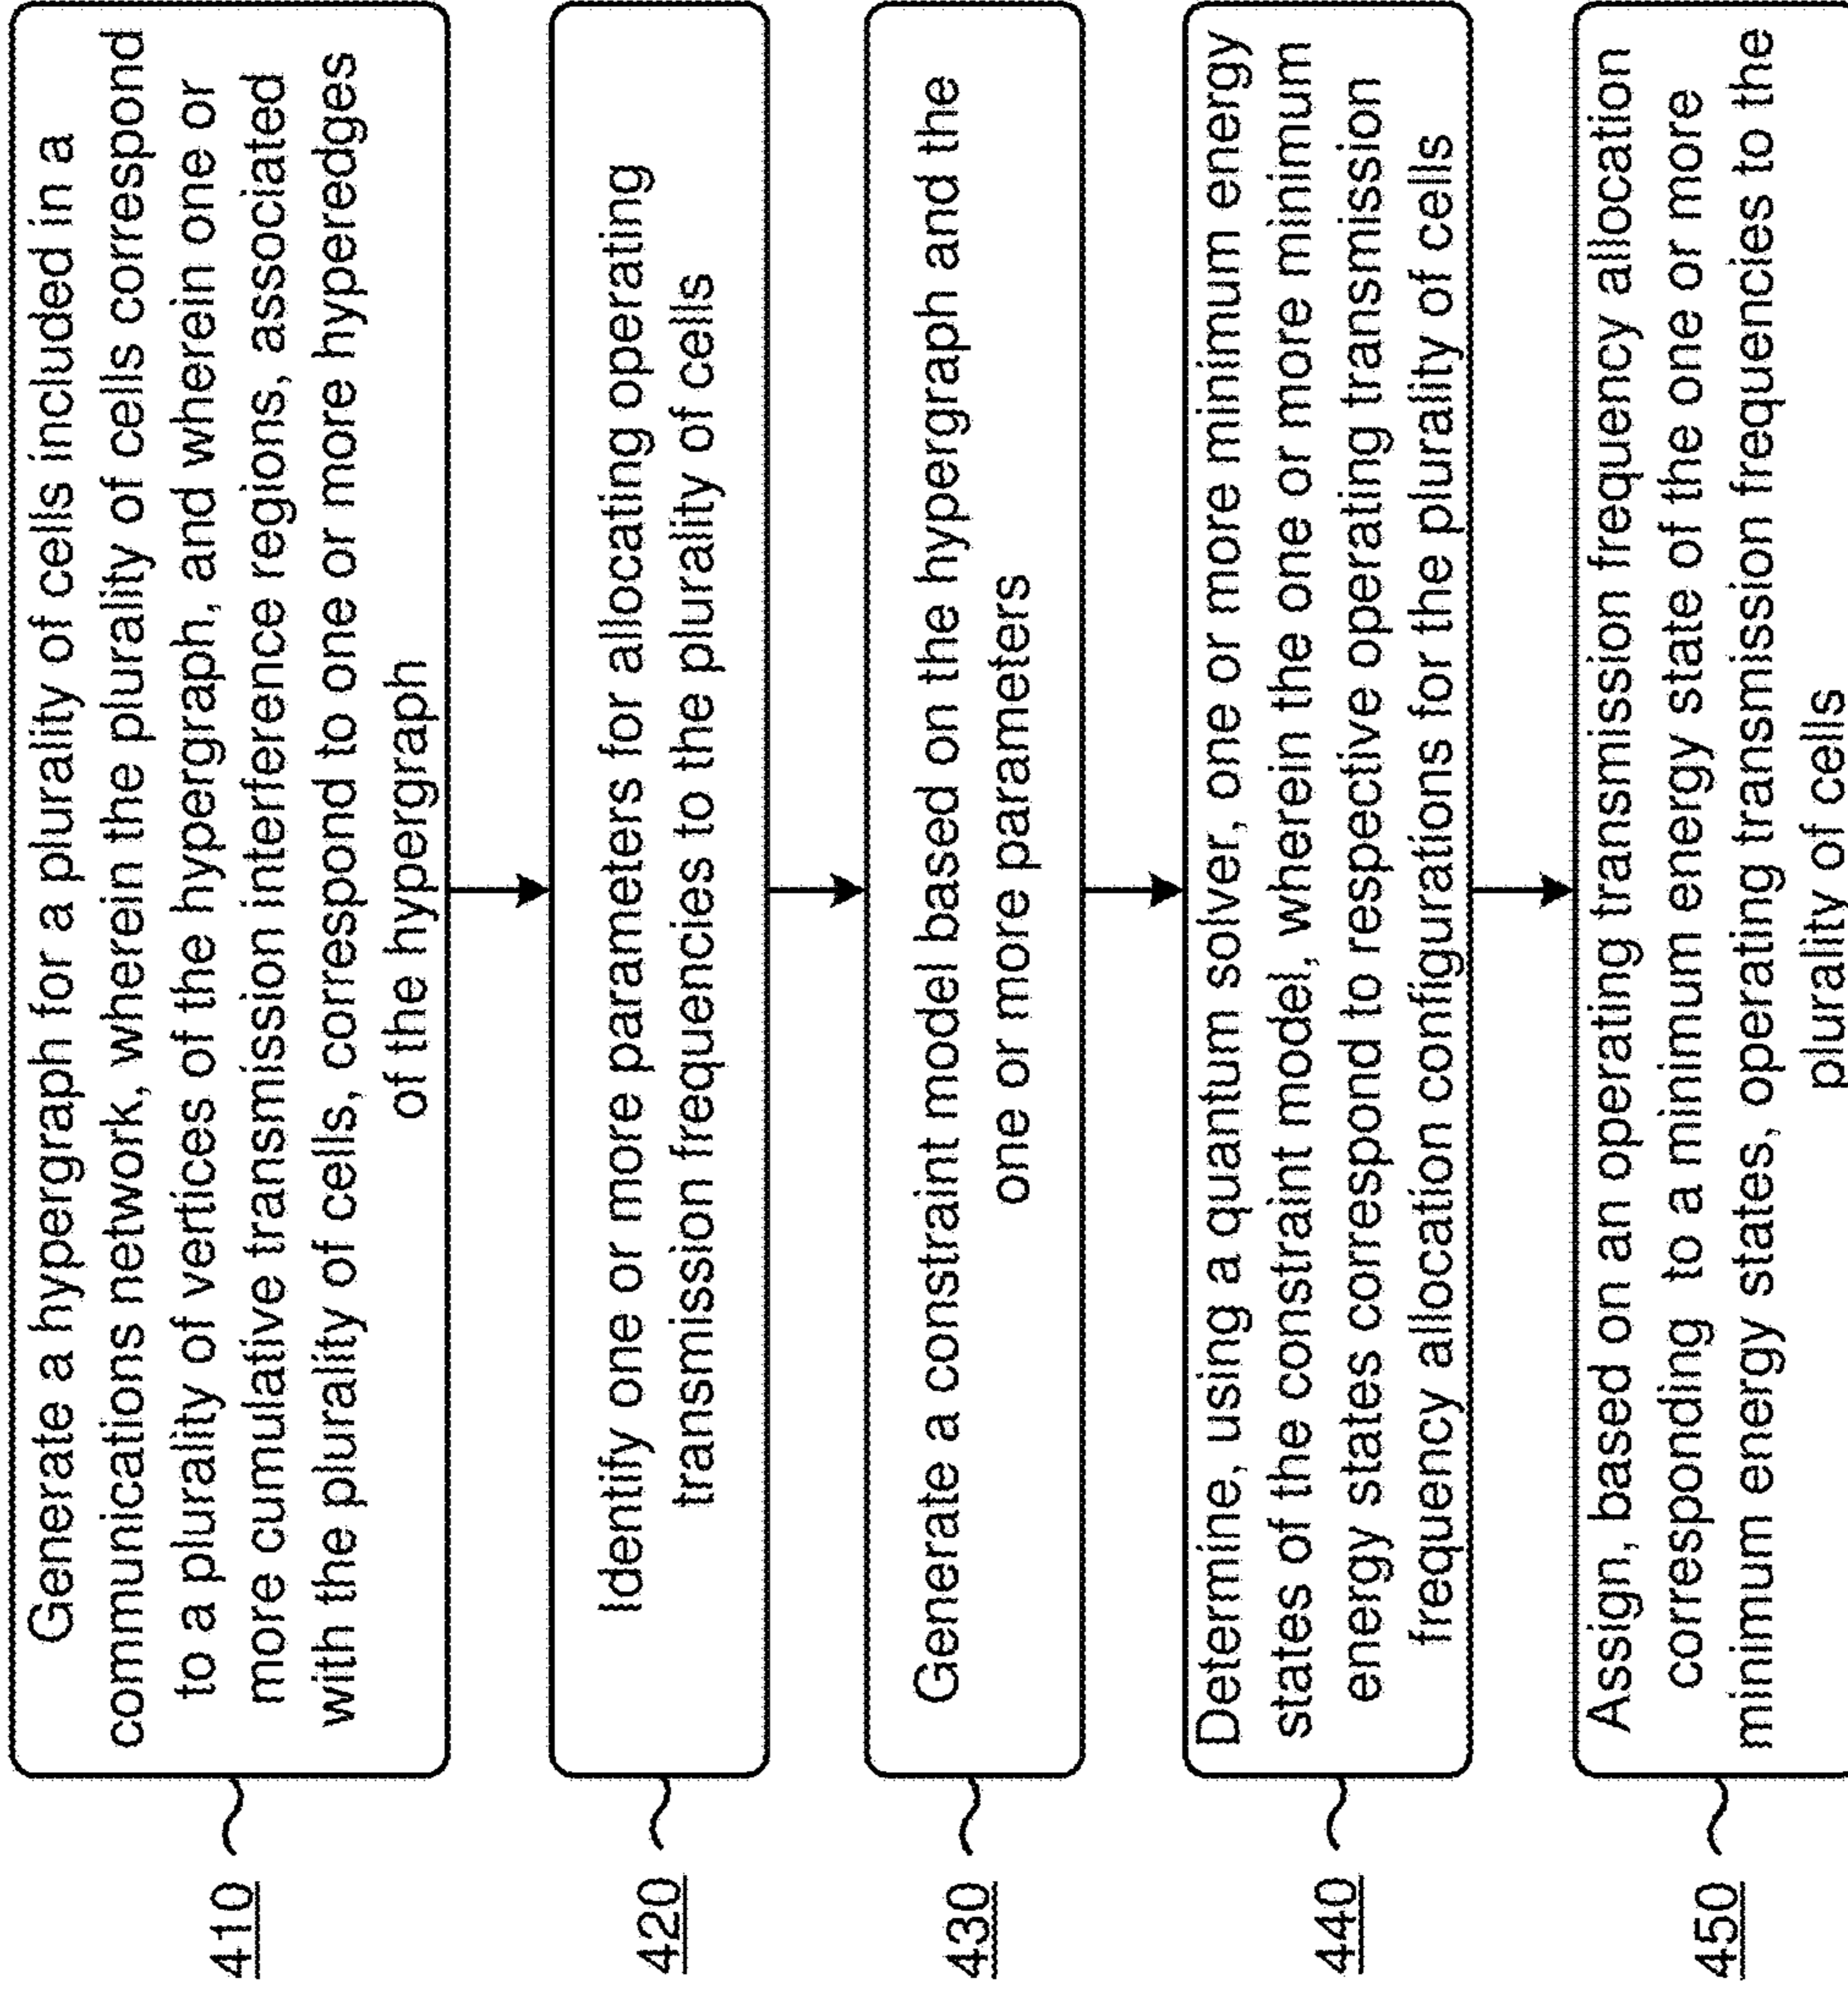 410
Generate a hypergraph for a plurality of cells included in a
communications network, wherein the plurality of cells correspond
to a plurality of vertices of the hypergraph, and wherein one or
more cumulative transmission interference regions, associated
with the plurality of cells, correspond to one or more hyperedges
of the hypergraph
420
Identify one or more parameters for allocating operating
transmission frequencies to the plurality of cells
430
Generate a constraint model based on the hypergraph and the
one or more parameters
440
Determine, using a quantum solver, one or more minimum energy
states of the constraint model, wherein the one or more minimum
energy states correspond to respective operating transmission
frequency allocation configurations for the plurality of cells
450
Assign, based on an operating transmission frequency allocation
corresponding to a minimum energy state of the one or more
minimum energy states, operating transmission frequencies to the
plurality of cells